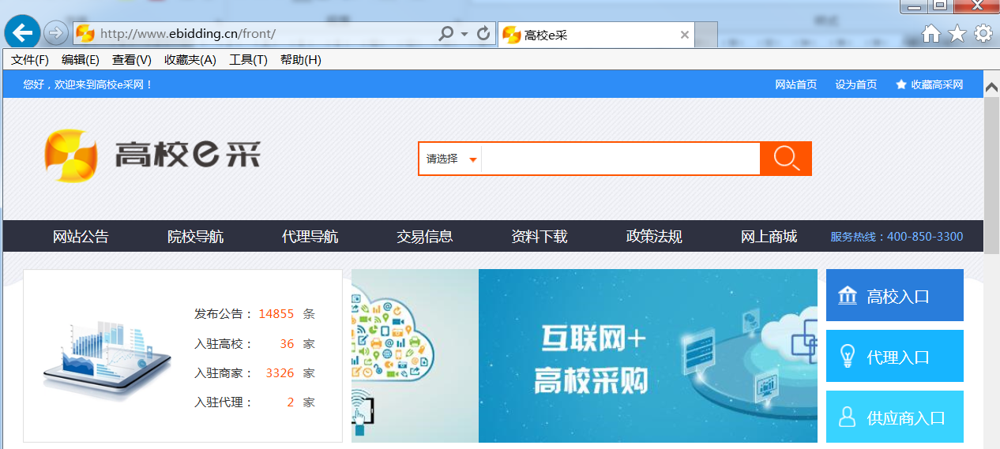 http://www.ebidding.cn/front/
高校e采
文件(F) 编辑(E) 查看(V) 收藏夹(A) 工具(T) 帮助(H)
您好，欢迎来到高校e采网！
网站首页 设为首页 收藏高采网
高校e采
请选择
网站公告 院校导航 代理导航 交易信息 资料下载 政策法规 网上商城 服务热线：400-850-3300
发布公告： 14855 条
入驻高校： 36 家
入驻商家： 3326 家
入驻代理： 2 家
互联网+
高校采购
高校入口
代理入口
供应商入口